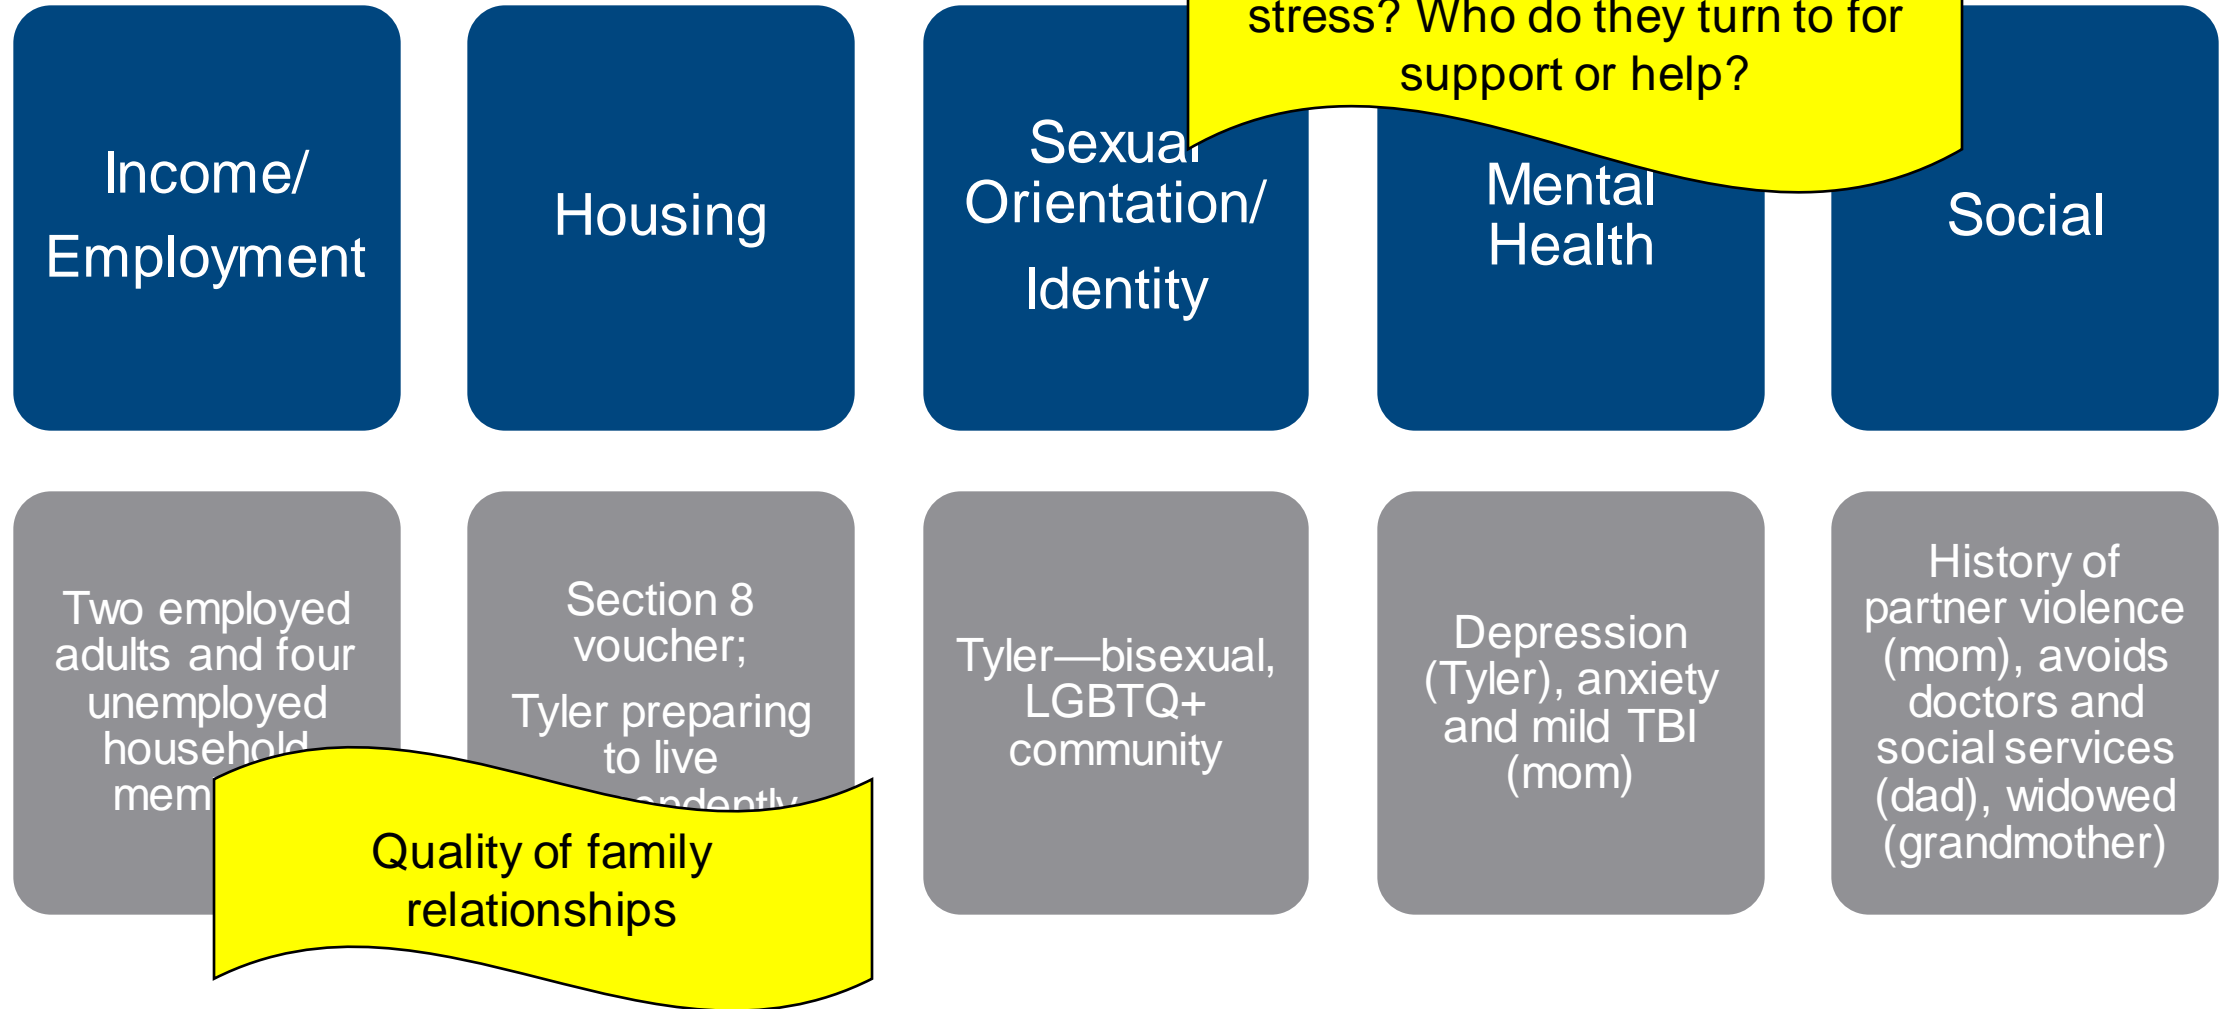 stress? Who do they turn to for
support or help?
Income/
Employment
Housing
Sexual
Orientation/
Identity
Mental
Health
Social
Two employed
adults and four
unemployed
household
Section 8
voucher;
Tyler preparing
to live
Tyler—bisexual,
LGBTQ+
community
Depression
(Tyler), anxiety
and mild TBI
(mom)
History of
partner violence
(mom), avoids
doctors and
social services
(dad), widowed
(grandmother)
Quality of family
relationships